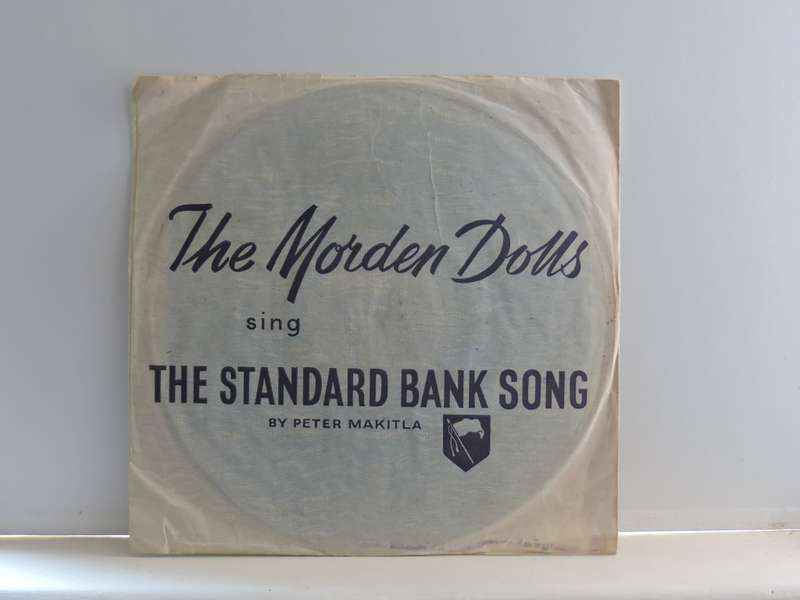 The Morden Dolls
sing
THE STANDARD BANK SONG
BY PETER MAKITLA